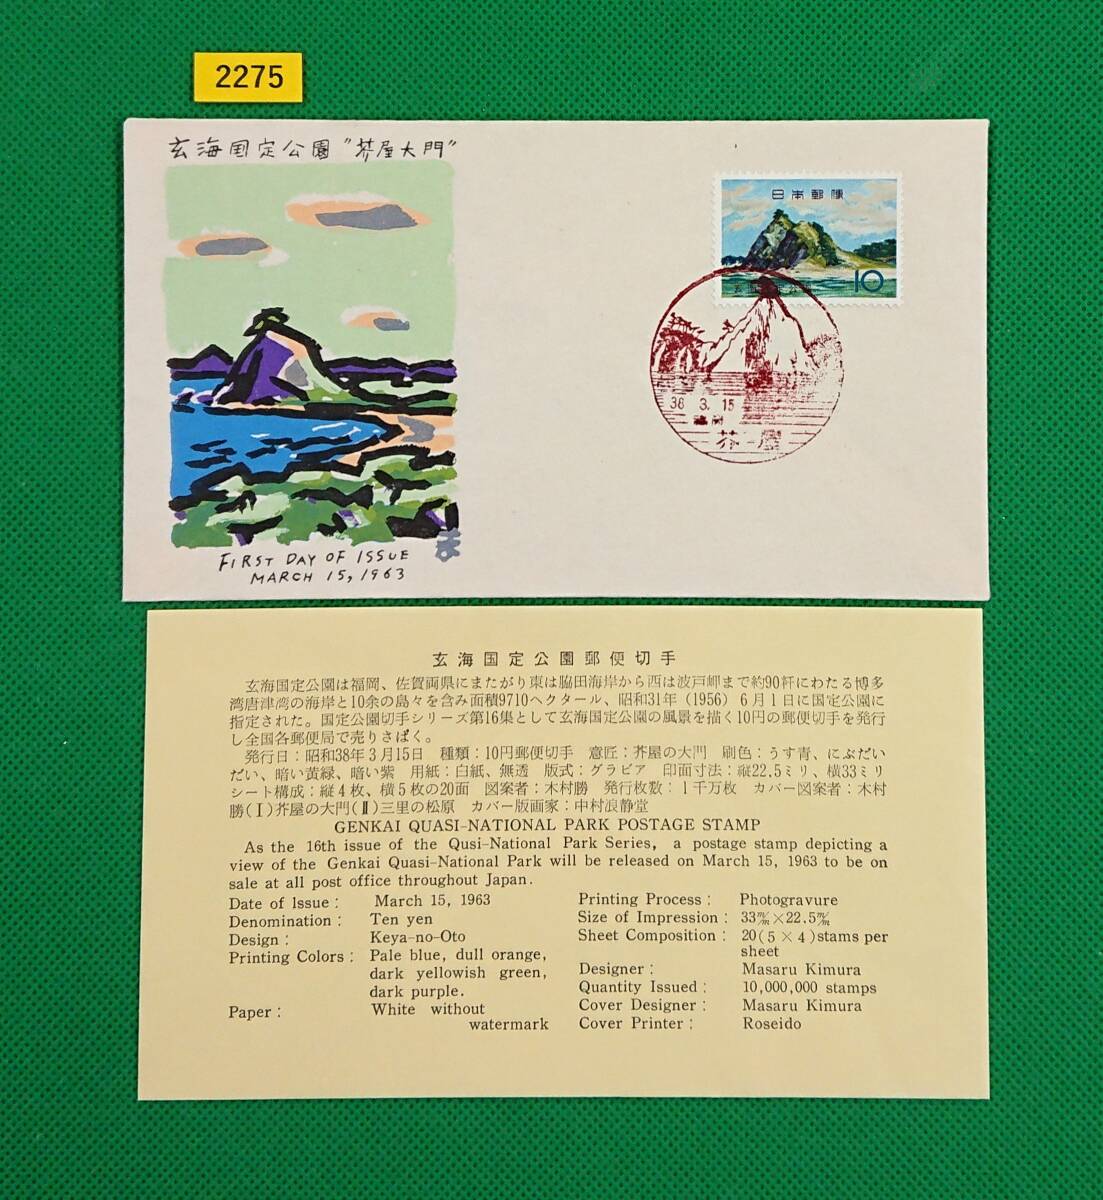 2275
玄海国定公園"芥屋大門"
日本郵便
10
38 3. 15
芥屋
FIRST DAY OF ISSUE
MARCH 15, 1963
玄海国定公園郵便切手
玄海国定公園は福岡、佐賀両県にまたがり東は脇田海岸から西は波戸岬まで約90粁にわたる博多
湾唐津湾の海岸と10余の島々を含み面積9710ヘクタール、昭和31年(1956) 6月1日に国定公園に
指定された。国定公園切手シリーズ第16集として玄海国定公園の風景を描く10円の郵便切手を発行
し全国各郵便局で売りさばく。
発行日：昭和38年3月15日 種類：10円郵便切手 意匠：芥屋の大門 刷色：うす青、にぶだい
だい、暗い黄緑、暗い紫 用紙：白紙、無透 版式：グラビア 印面寸法：縦22.5ミリ、横33ミリ
シート構成：縦4枚、横5枚の20面 図案者：木村勝 発行枚数：1千万枚 カバー図案者：木村
勝(Ⅰ)芥屋の大門(Ⅱ)三里の松原 カバー版画家：中村浪静堂
GENKAI QUASI-NATIONAL PARK POSTAGE STAMP
As the 16th issue of the Qusi-National Park Series, a postage stamp depicting a
view of the Genkai Quasi-National Park will be released on March 15, 1963 to be on
sale at all post office throughout Japan.
Date of Issue : March 15, 1963
Denomination : Ten yen
Design : Keya-no-Oto
Printing Colors : Pale blue, dull orange,
dark yellowish green,
dark purple.
Paper : White without
watermark
Printing Process : Photogravure
Size of Impression : 33㎜×22.5㎜
Sheet Composition : 20(5×4)stams per
sheet
Designer : Masaru Kimura
Quantity Issued : 10,000,000 stamps
Cover Designer : Masaru Kimura
Cover Printer : Roseido